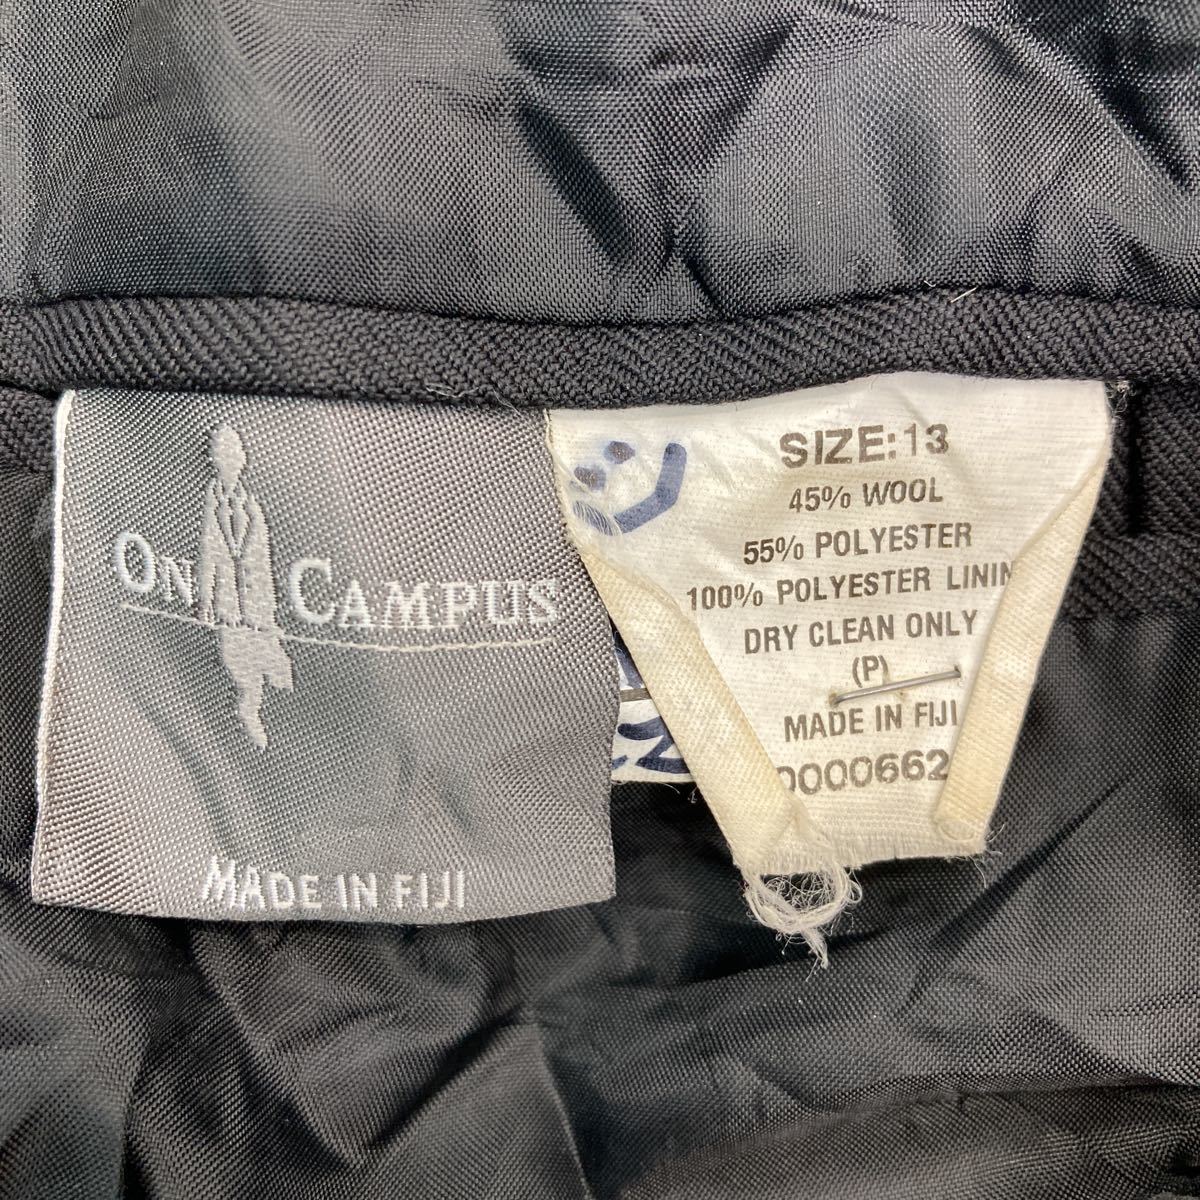 ON CAMPUS
MADE IN FIJI
SIZE:13
45% WOOL
55% POLYESTER
100% POLYESTER LININ
DRY CLEAN ONLY
(P)
MADE IN FIJI
0000662